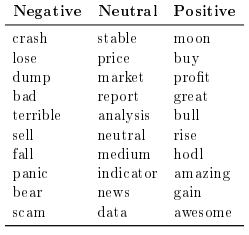 Negative Neutral Positive
crash stable moon
lose price buy
dump market profit
bad report great
terrible analysis bull
sell neutral rise
fall medium hodl
panic indicator amazing
bear news gain
scam data awesome